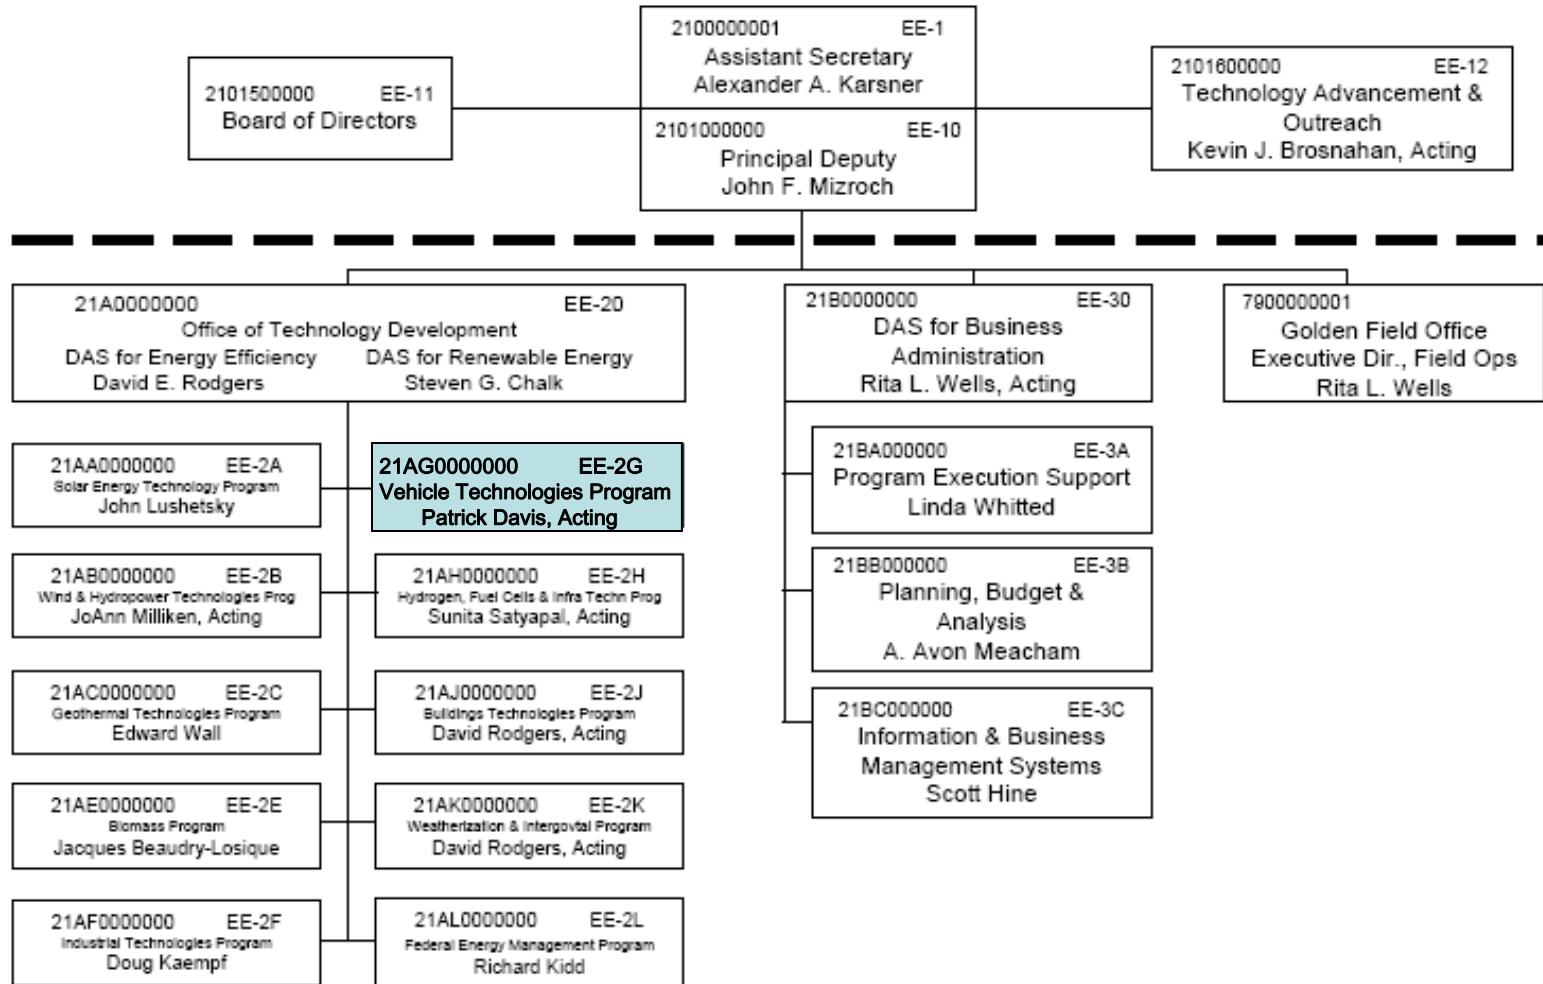 2100000001 EE-1
Assistant Secretary
Alexander A. Karsner
2101500000 EE-11
Board of Directors
2101000000 EE-10
Principal Deputy
John F. Mizroch
2101600000 EE-12
Technology Advancement &
Outreach
Kevin J. Brosnahan, Acting
21A0000000 EE-20
Office of Technology Development
DAS for Energy Efficiency DAS for Renewable Energy
David E. Rodgers Steven G. Chalk
21AA0000000 EE-2A
Solar Energy Technology Program
John Lushetsky
21AB0000000 EE-2B
Wind & Hydropower Technologies Prog
JoAnn Milliken, Acting
21AC0000000 EE-2C
Geothermal Technologies Program
Edward Wall
21AE0000000 EE-2E
Biomass Program
Jacques Beaudry-Losique
21AF0000000 EE-2F
Industrial Technologies Program
Doug Kaempf
21AG0000000 EE-2G
Vehicle Technologies Program
Patrick Davis, Acting
21AH0000000 EE-2H
Hydrogen, Fuel Cells & Infra Techn Prog
Sunita Satyapal, Acting
21AJ0000000 EE-2J
Buildings Technologies Program
David Rodgers, Acting
21AK0000000 EE-2K
Weatherization & Intergovtal Program
David Rodgers, Acting
21AL0000000 EE-2L
Federal Energy Management Program
Richard Kidd
21B0000000 EE-30
DAS for Business
Administration
Rita L. Wells, Acting
21BA000000 EE-3A
Program Execution Support
Linda Whitted
21BB000000 EE-3B
Planning, Budget &
Analysis
A. Avon Meacham
21BC000000 EE-3C
Information & Business
Management Systems
Scott Hine
7900000001
Golden Field Office
Executive Dir., Field Ops
Rita L. Wells